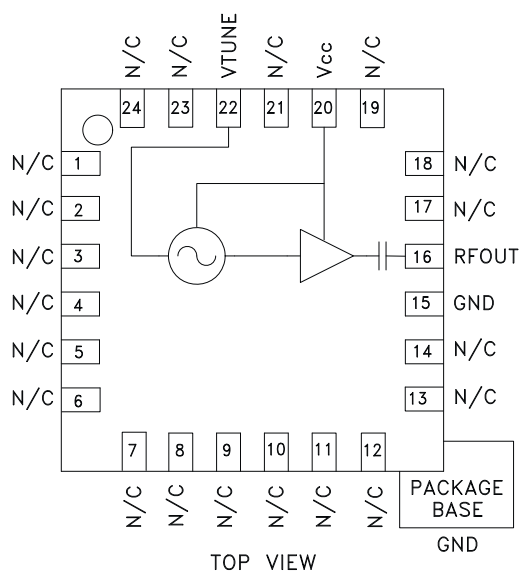 N/C N/C VTUNE N/C Vcc N/C
24 23 22 21 20 19
N/C 1 18 N/C
N/C 2 17 N/C
N/C 3 16 RFOUT
N/C 4 15 GND
N/C 5 14 N/C
N/C 6 13 N/C
7 8 9 10 11 12
N/C N/C N/C N/C N/C N/C
PACKAGE
BASE
GND
TOP VIEW